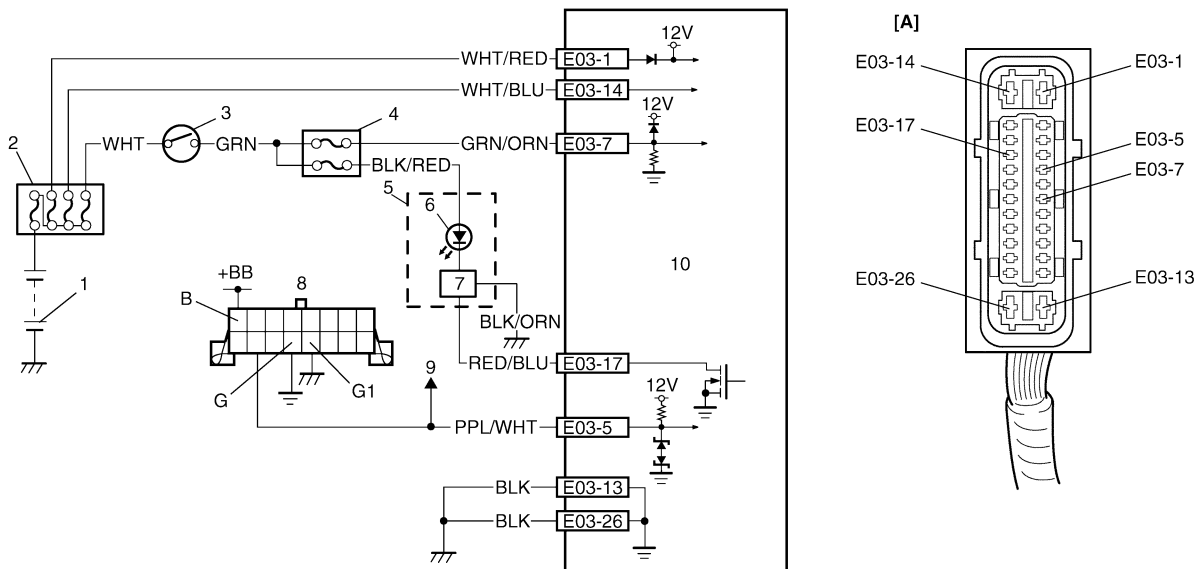 [A]
12V
WHT/RED
E03-1
WHT/BLU
E03-14
12V
3
4
2
WHT
GRN
GRN/ORN
E03-7
BLK/RED
5
6
1
7
10
+BB
8
B
BLK/ORN
9
RED/BLU
E03-17
G
G1
12V
PPL/WHT
E03-5
BLK
E03-13
BLK
E03-26
E03-14
E03-1
E03-17
E03-5
E03-7
E03-26
E03-13